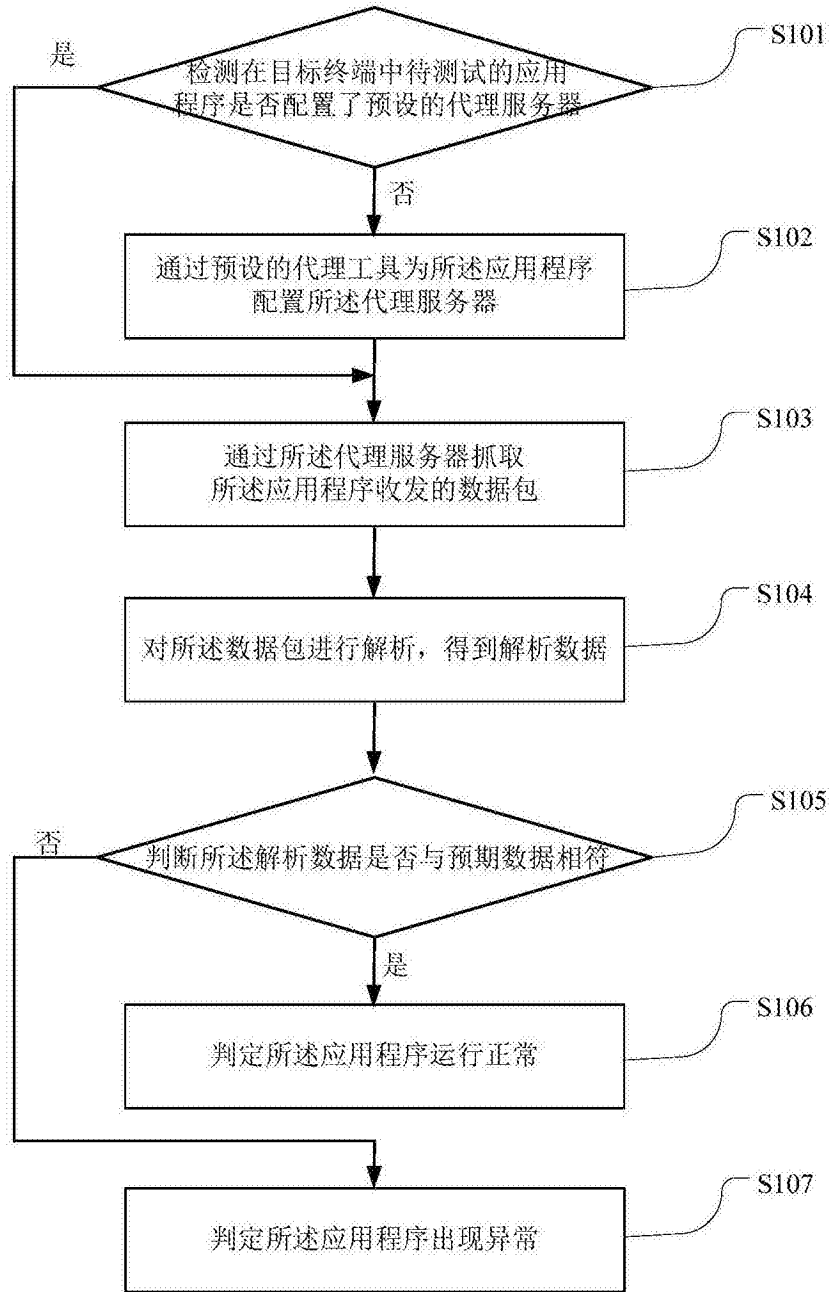 S101
是
检测在目标终端中待测试的应用
程序是否配置了预设的代理服务器
否
S102
通过预设的代理工具为所述应用程序
配置所述代理服务器
S103
通过所述代理服务器抓取
所述应用程序收发的数据包
S104
对所述数据包进行解析，得到解析数据
S105
否
判断所述解析数据是否与预期数据相符
是
S106
判定所述应用程序运行正常
S107
判定所述应用程序出现异常